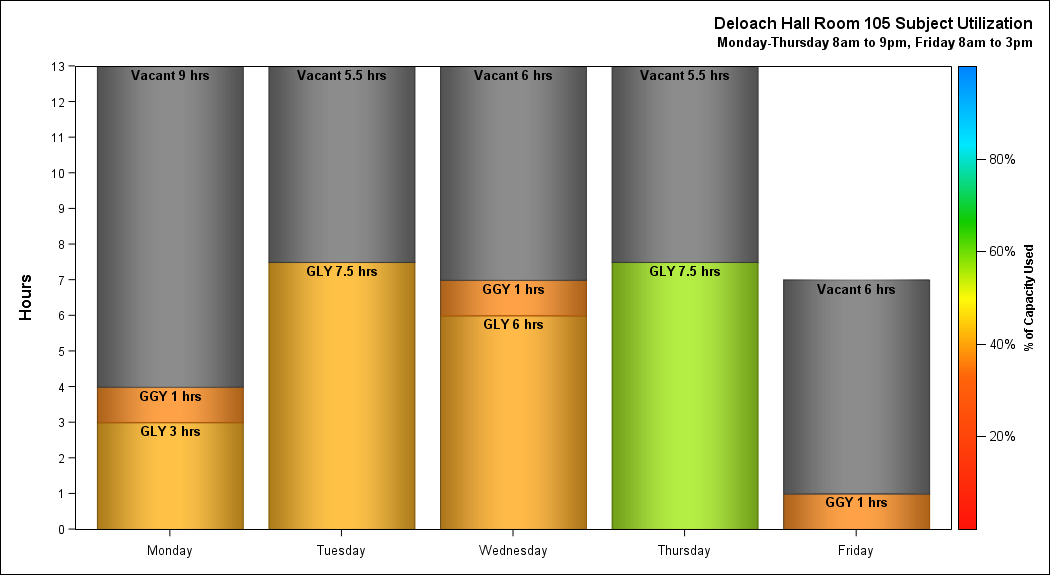 Deloach Hall Room 105 Subject Utilization
Monday-Thursday 8am to 9pm, Friday 8am to 3pm
Hours
13
12
11
10
9
8
7
6
5
4
3
2
1
0
Vacant 9 hrs
GGY 1 hrs
GLY 3 hrs
Vacant 5.5 hrs
GLY 7.5 hrs
Vacant 6 hrs
GGY 1 hrs
GLY 6 hrs
Vacant 5.5 hrs
GLY 7.5 hrs
Vacant 6 hrs
GGY 1 hrs
Monday
Tuesday
Wednesday
Thursday
Friday
80%
60%
40%
20%
% of Capacity Used